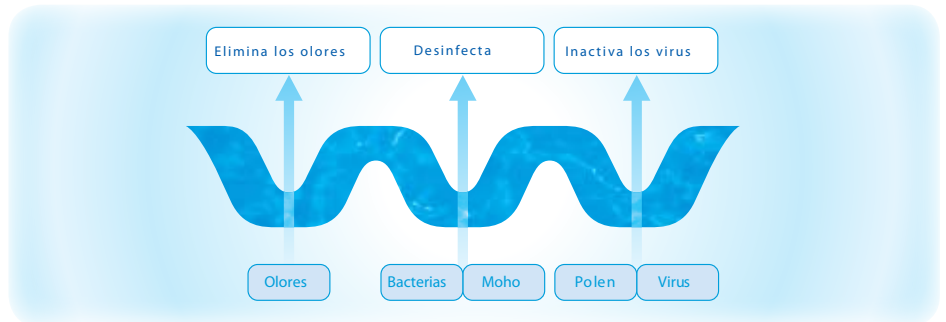 Elimina los olores
Desinfecta
Inactiva los virus
Olores
Bacterias
Moho
Polen
Virus